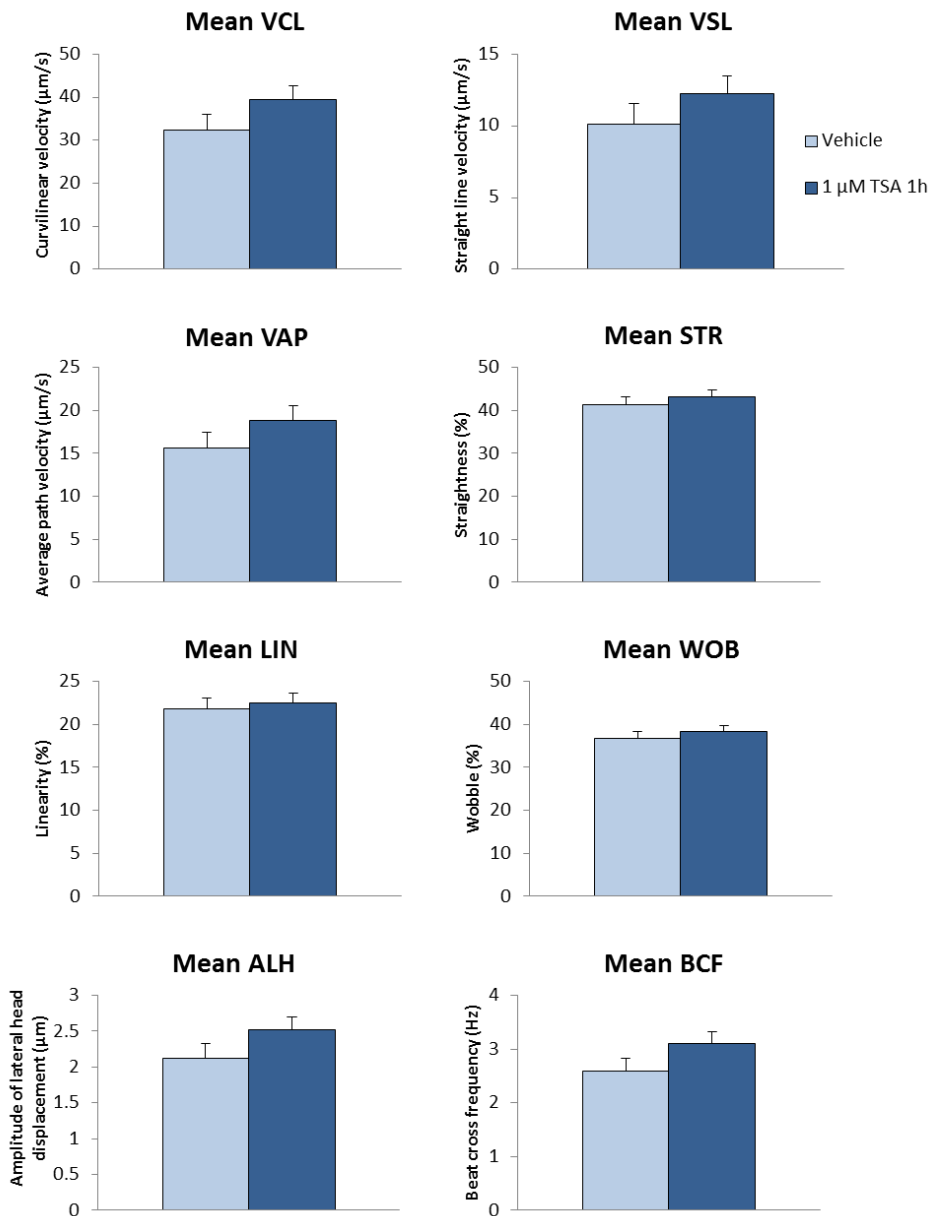 Mean VCL
Curvilinear velocity (μm/s)
50
40
30
20
10
0
Mean VSL
Straight line velocity (μm/s)
15
10
5
0
Vehicle
1 μM TSA 1h
Mean VAP
Average path velocity (μm/s)
25
20
15
10
5
0
Mean STR
Straightness (%)
50
40
30
20
10
0
Mean LIN
Linearity (%)
25
20
15
10
5
0
Mean WOB
Wobble (%)
50
40
30
20
10
0
Mean ALH
Amplitude of lateral head
displacement (μm)
3
2.5
2
1.5
1
0.5
0
Mean BCF
Beat cross frequency (Hz)
4
3
2
1
0